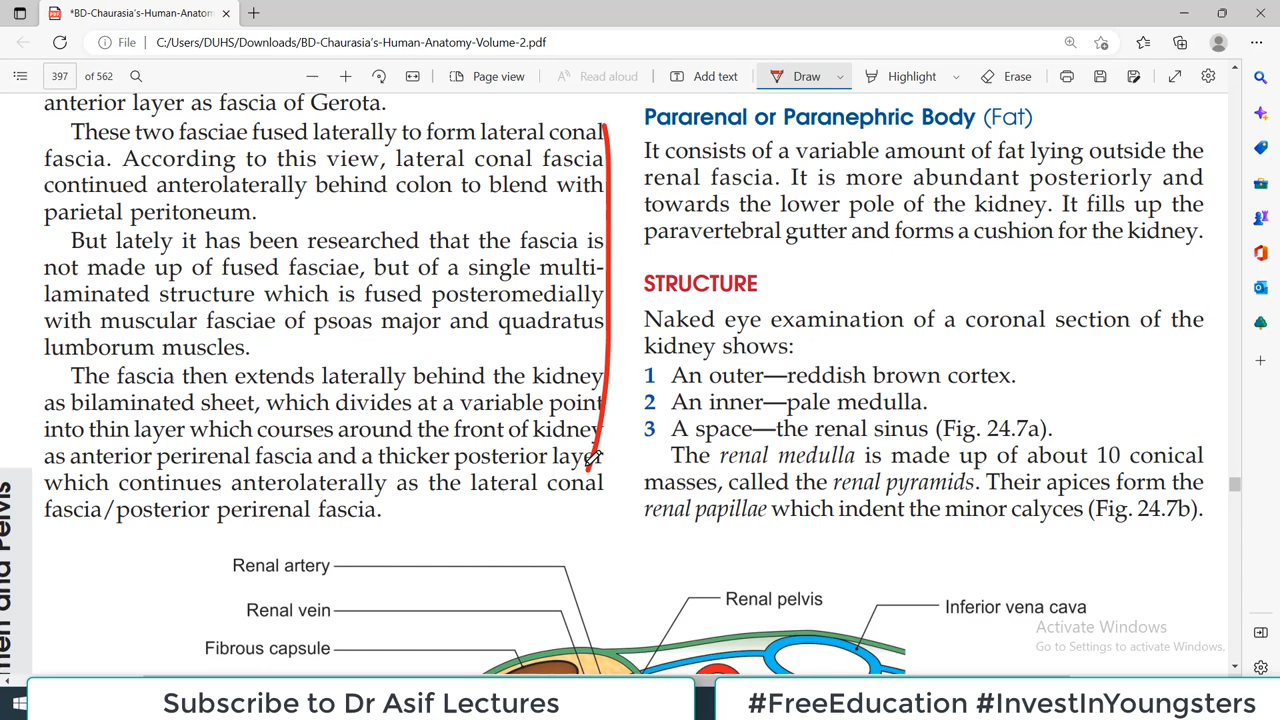 *BD-Chaurasia's-Human-Anatom
File
C:/Users/DUHS/Downloads/BD-Chaurasia's-Human-Anatomy-Volume-2.pdf
397 of 562
Page view
Read aloud
Add text
Draw
Highlight
Erase
anterior layer as fascia of Gerota.
These two fasciae fused laterally to form lateral conal
fascia. According to this view, lateral conal fascia
continued anterolaterally behind colon to blend with
parietal peritoneum.
But lately it has been researched that the fascia is
not made up of fused fasciae, but of a single multi-
laminated structure which is fused posteromedially
with muscular fasciae of psoas major and quadratus
lumborum muscles.
The fascia then extends laterally behind the kidney
as bilaminated sheet, which divides at a variable point
into thin layer which courses around the front of kidney
as anterior perirenal fascia and a thicker posterior layer
which continues anterolaterally as the lateral conal
fascia/posterior perirenal fascia.
Pararenal or Paranephric Body (Fat)
It consists of a variable amount of fat lying outside the
renal fascia. It is more abundant posteriorly and
towards the lower pole of the kidney. It fills up the
paravertebral gutter and forms a cushion for the kidney.
STRUCTURE
Naked eye examination of a coronal section of the
kidney shows:
1 An outer—reddish brown cortex.
2 An inner—pale medulla.
3 A space—the renal sinus (Fig. 24.7a).
The renal medulla is made up of about 10 conical
masses, called the renal pyramids. Their apices form the
renal papillae which indent the minor calyces (Fig. 24.7b).
men and Pelvis
Renal artery
Renal vein
Fibrous capsule
Renal pelvis
Inferior vena cava
Activate Windows
Go to Settings to activate Windows.
Subscribe to Dr Asif Lectures
#FreeEducation #InvestInYoungsters